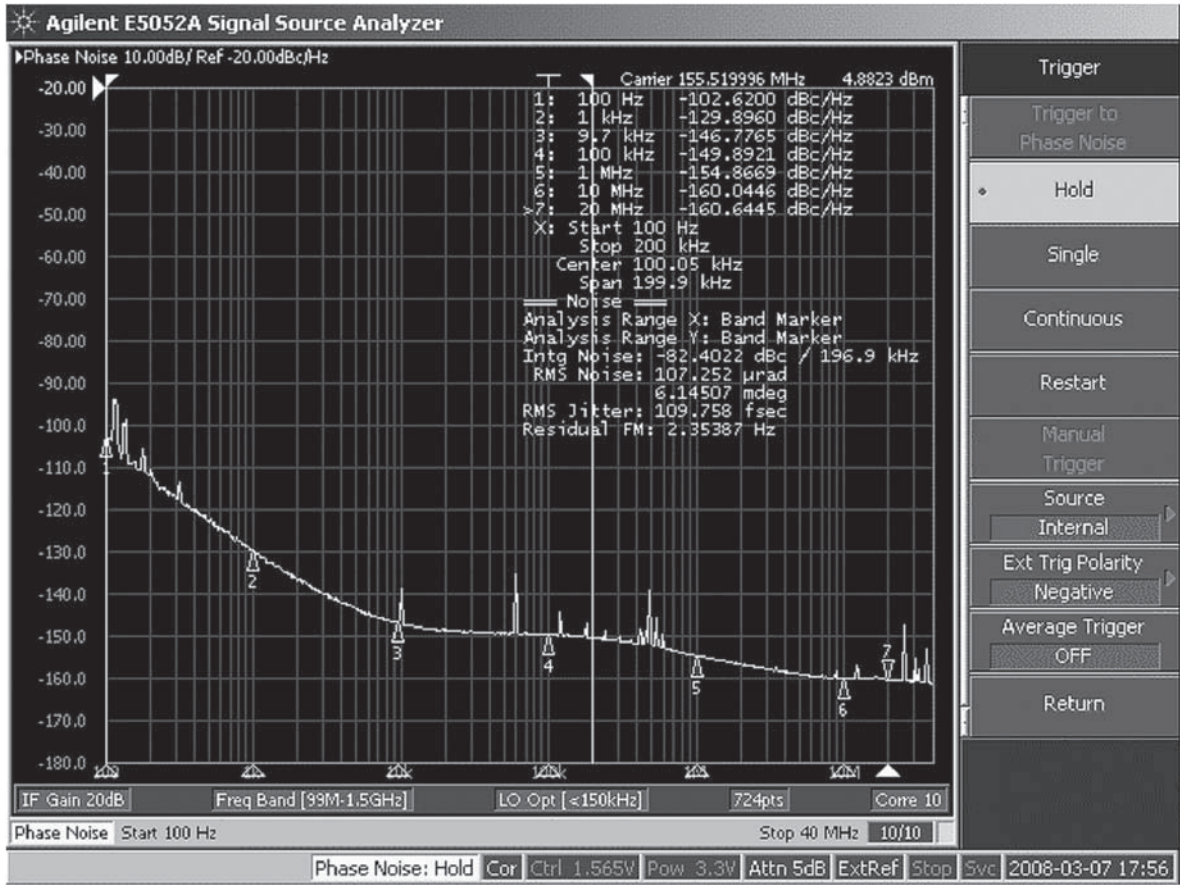 Agilent E5052A Signal Source Analyzer
Phase Noise 10.00dB/ Ref -20.00dBc/Hz
Carrier 155.519996 MHz 4.8823 dBm
1: 100 Hz -102.6200 dBc/Hz
2: 1 kHz -129.8960 dBc/Hz
3: 9.7 kHz -146.7765 dBc/Hz
4: 100 kHz -149.8921 dBc/Hz
5: 1 MHz -154.8669 dBc/Hz
6: 10 MHz -160.0446 dBc/Hz
>7: 20 MHz -160.6445 dBc/Hz
X: Start 100 Hz
Stop 200 kHz
Center 100.05 kHz
Span 199.9 kHz
Noise
Analysis Range X: Band Marker
Analysis Range Y: Band Marker
Intg Noise: -82.4022 dBc / 196.9 kHz
RMS Noise: 107.252 µrad
6.14507 mdeg
RMS Jitter: 109.758 fsec
Residual FM: 2.35387 Hz
-20.00
-30.00
-40.00
-50.00
-60.00
-70.00
-80.00
-90.00
-100.0
-110.0
-120.0
-130.0
-140.0
-150.0
-160.0
-170.0
-180.0
1
2
3
4
5
6
7
IF Gain 20dB
Freq Band [99M-1.5GHz]
LO Opt [<150kHz]
724pts
Corre 10
Phase Noise Start 100 Hz
Stop 40 MHz 10/10
Phase Noise: Hold Cor Ctrl 1.565V Pow 3.3V Attn 5dB ExtRef Stop Svc 2008-03-07 17:56
Trigger
Trigger to
Phase Noise
Hold
Single
Continuous
Restart
Manual
Trigger
Source
Internal
Ext Trig Polarity
Negative
Average Trigger
OFF
Return